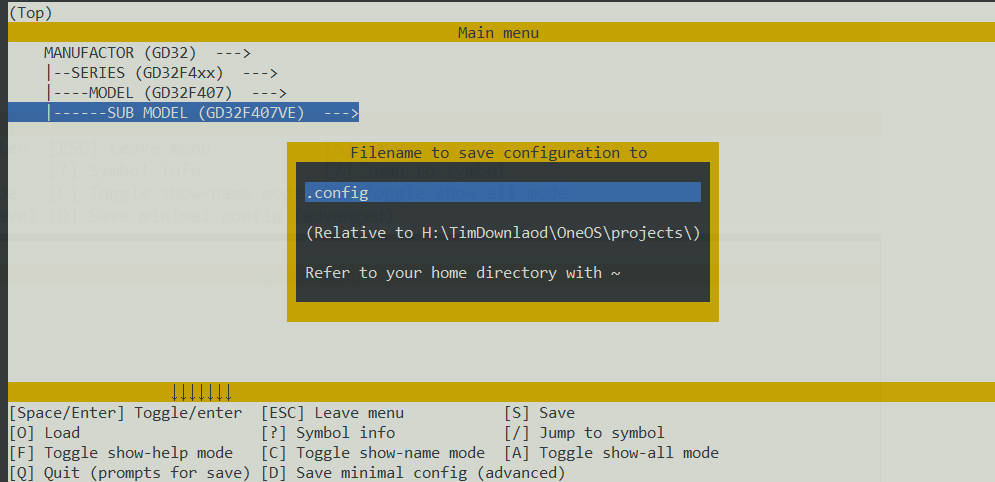 (Top)
Main menu
MANUFACTOR (GD32)  --->
|--SERIES (GD32F4xx)  --->
|----MODEL (GD32F407)  --->
|------SUB MODEL (GD32F407VE)  --->
Filename to save configuration to
.config
(Relative to H:\TimDownlaod\OneOS\projects\)
Refer to your home directory with ~
↓↓↓↓↓↓↓
[Space/Enter] Toggle/enter  [ESC] Leave menu           [S] Save
[O] Load                    [?] Symbol info            [/] Jump to symbol
[F] Toggle show-help mode   [C] Toggle show-name mode  [A] Toggle show-all mode
[Q] Quit (prompts for save) [D] Save minimal config (advanced)